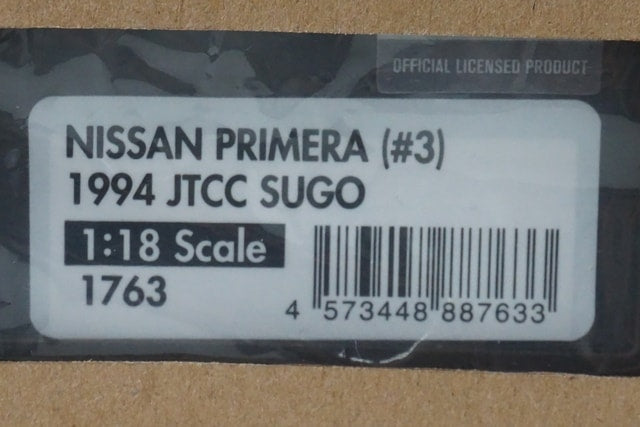 OFFICIAL LICENSED PRODUCT
NISSAN PRIMERA (#3)
1994 JTCC SUGO
1:18 Scale
1763
4 573448 887633